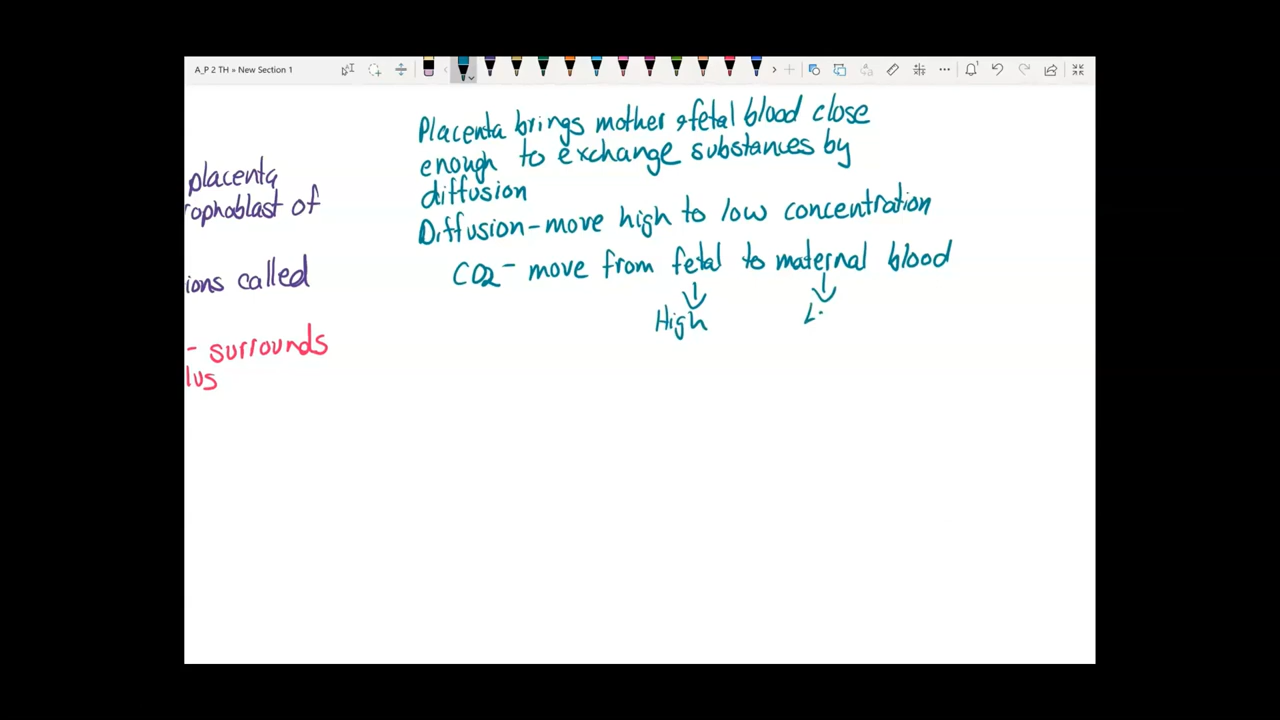 A_P 2 TH » New Section 1
placenta
rophoblast of
ions called
- surrounds
lus
Placenta brings mother & fetal blood close
enough to exchange substances by
diffusion
Diffusion - move high to low concentration
CO2 - move from fetal to maternal blood
High L